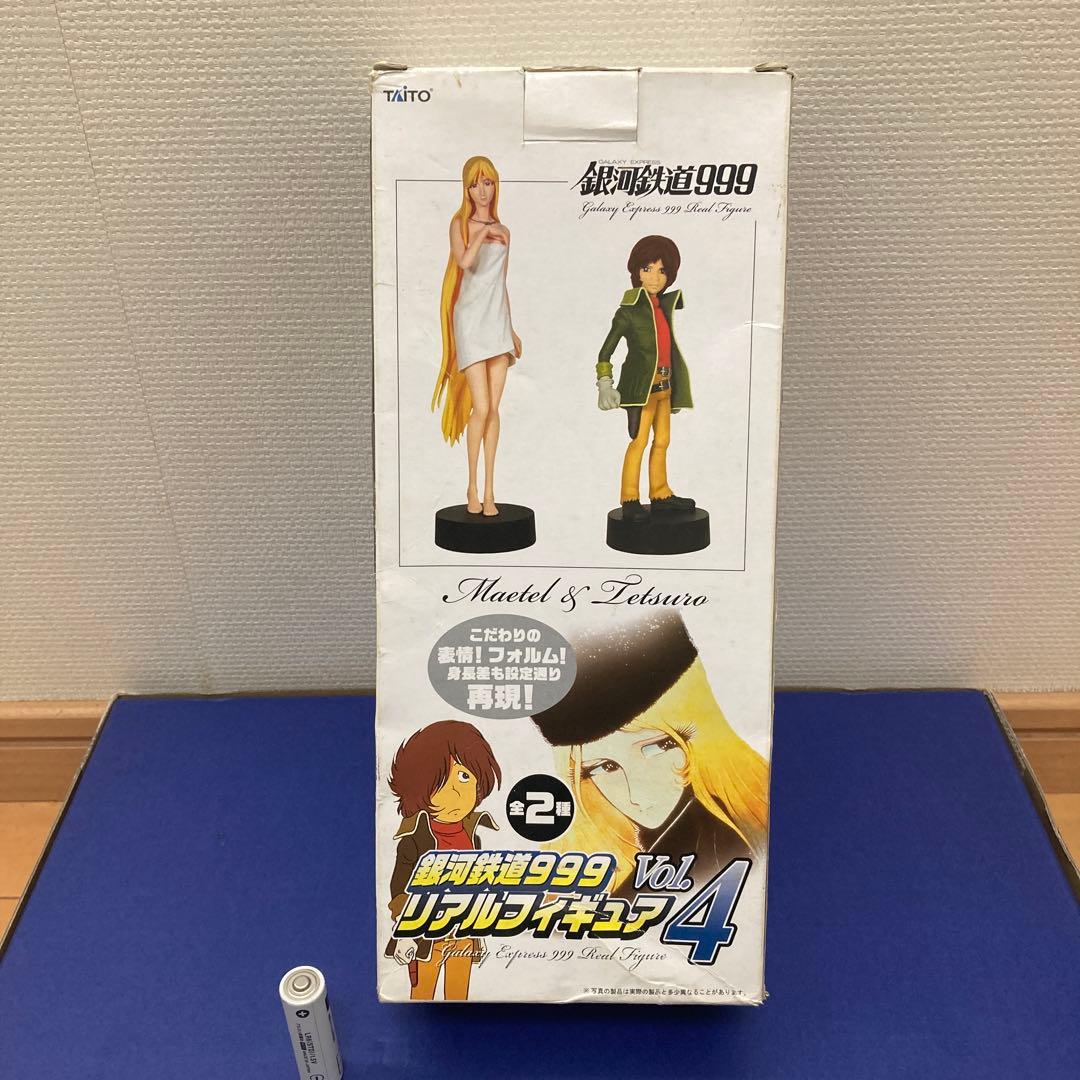 TAITO
GALAXY EXPRESS
銀河鉄道999
Galaxy Express 999 Real Figure
Maetel & Tetsuro
こだわりの
表情!フォルム!
身長差も設定通り
再現!
全2種
銀河鉄道999
リアルフィギュア
Vol.4
Galaxy Express 999 Real Figure
※写真の製品は実際の製品と多少異なることがあります。
LR6(STD)/1.5V